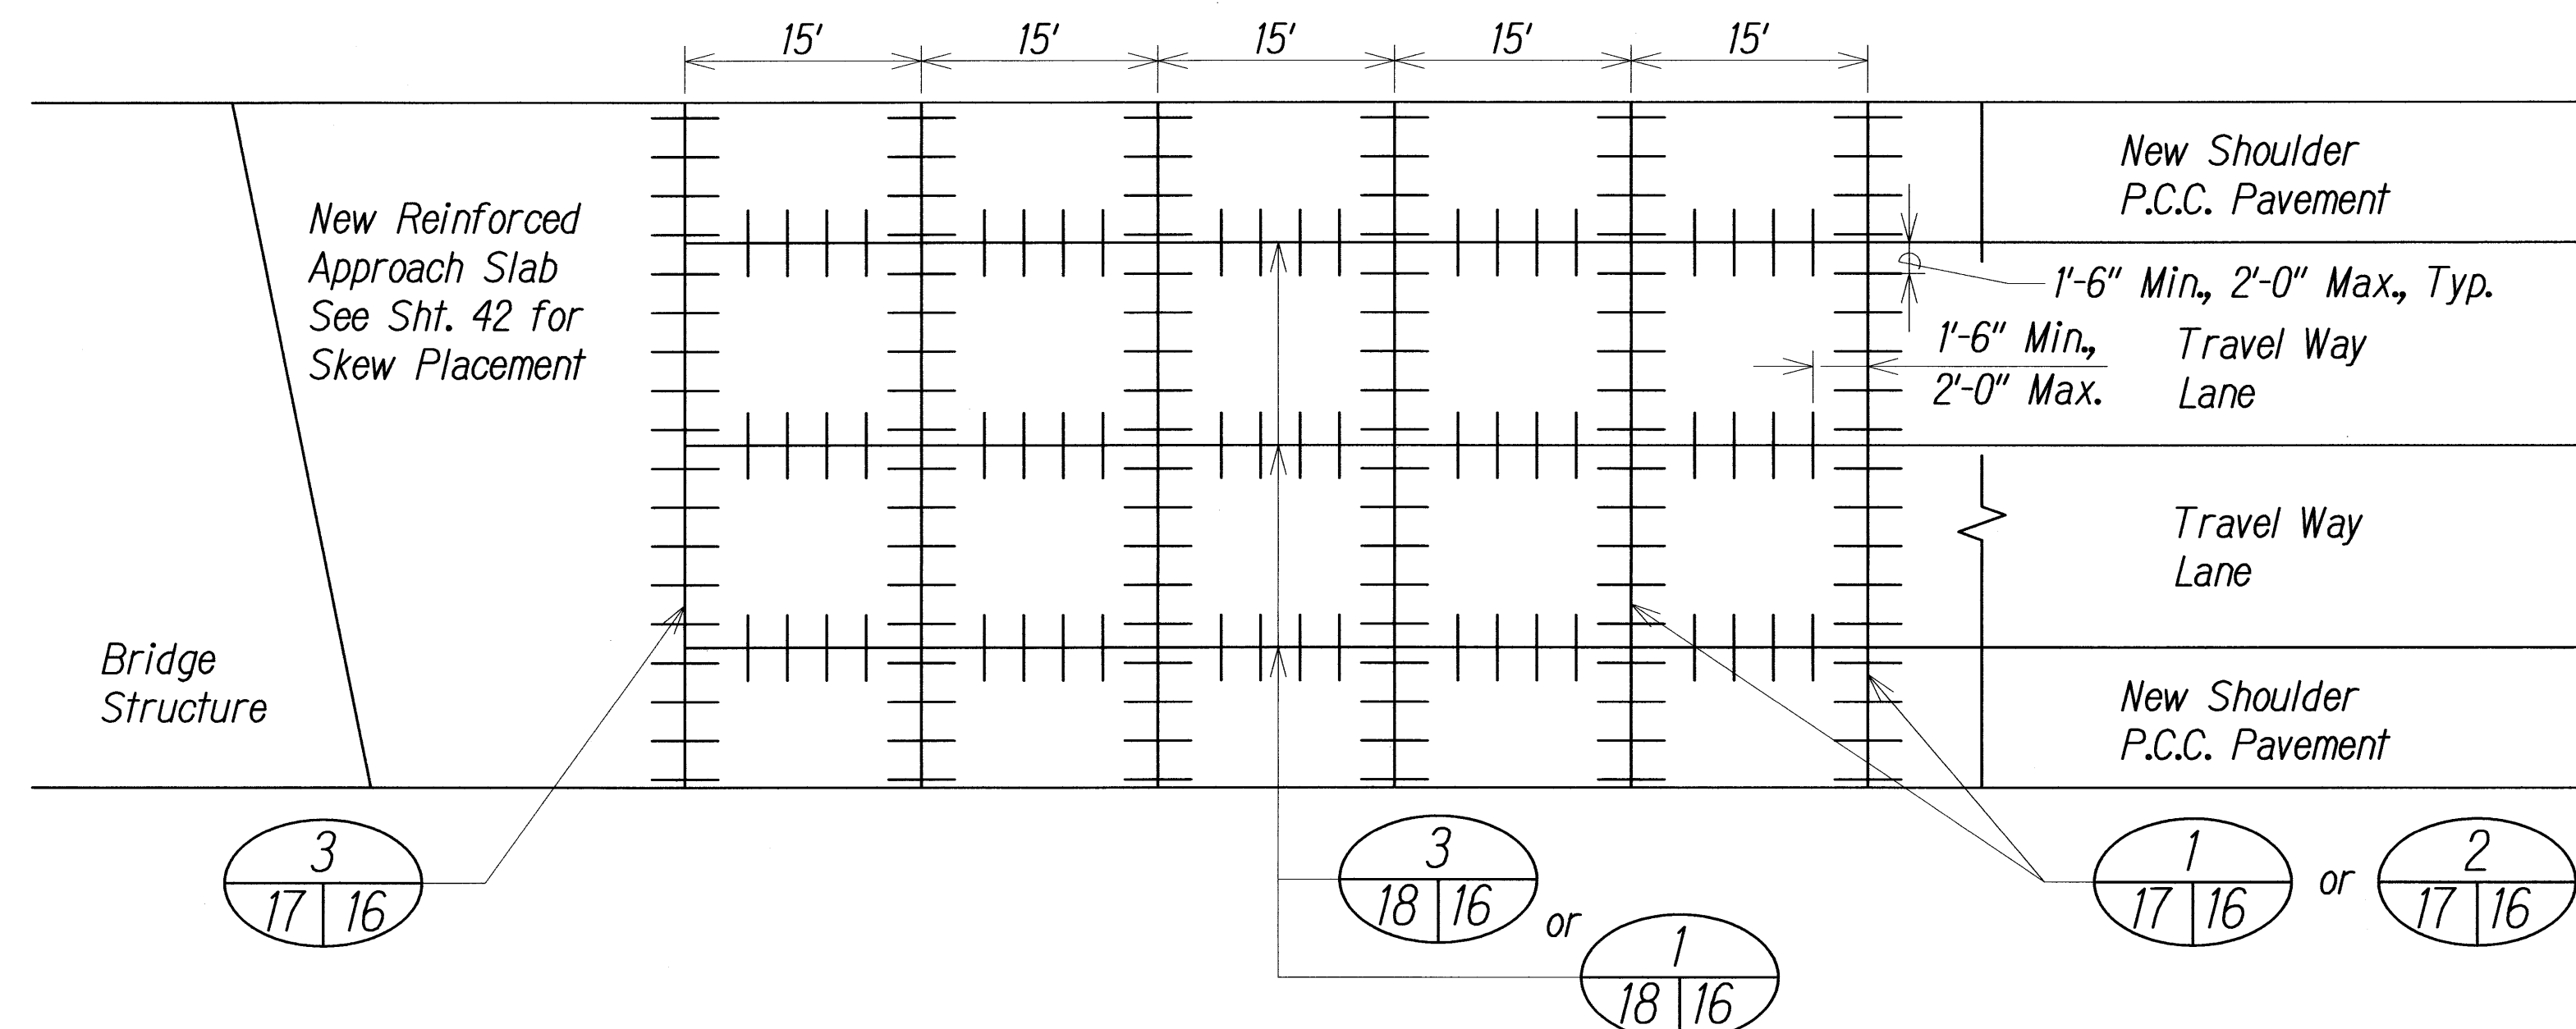 15' 15' 15' 15' 15'
New Reinforced
Approach Slab
See Sht. 42 for
Skew Placement
Bridge
Structure
New Shoulder
P.C.C. Pavement
1'-6" Min., 2'-0" Max., Typ.
1'-6" Min.,
2'-0" Max.
Travel Way
Lane
Travel Way
Lane
New Shoulder
P.C.C. Pavement
3
17 16
3
18 16
or
1
18 16
1
17 16
or
2
17 16